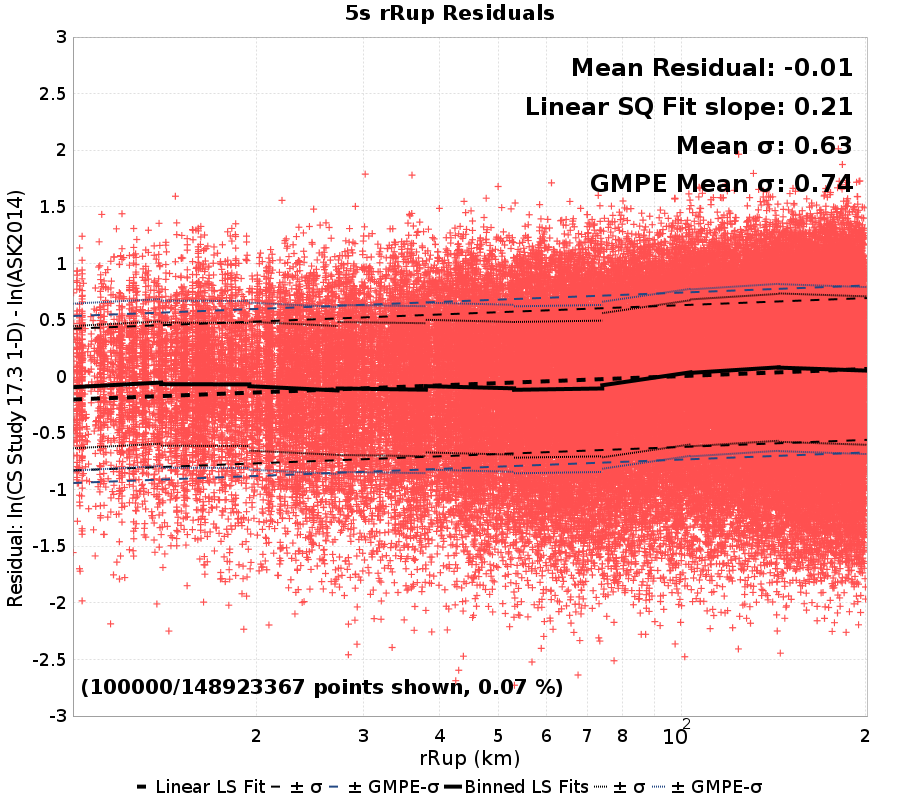 5s rRup Residuals
Mean Residual: -0.01
Linear SQ Fit slope: 0.21
Mean σ: 0.63
GMPE Mean σ: 0.74
3
2.5
2
1.5
1
0.5
0
-0.5
-1
-1.5
-2
-2.5
-3
Residual: ln(CS Study 17.3 1-D) - ln(ASK2014)
(100000/148923367 points shown, 0.07 %)
2 3 4 5 6 7 8 10² 2
rRup (km)
Linear LS Fit ± σ ± GMPE-σ Binned LS Fits ± σ ± GMPE-σ